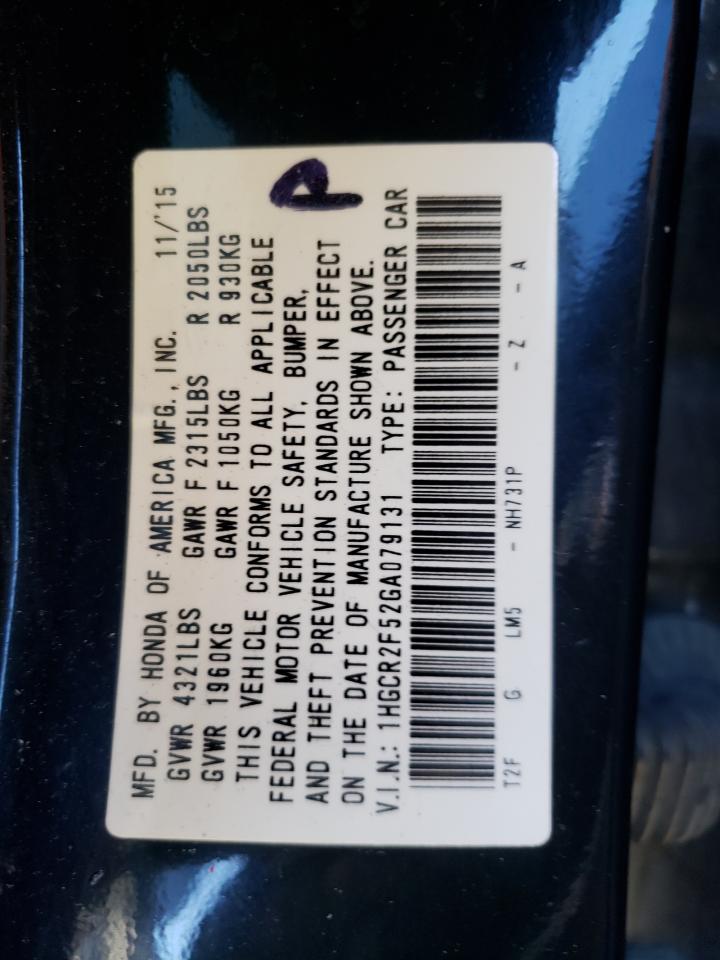 MFD. BY HONDA OF AMERICA MFG., INC. 11/'15
GVWR 4321LBS GAWR F 2315LBS R 2050LBS
GVWR 1960KG GAWR F 1050KG R 930KG
THIS VEHICLE CONFORMS TO ALL APPLICABLE
FEDERAL MOTOR VEHICLE SAFETY, BUMPER,
AND THEFT PREVENTION STANDARDS IN EFFECT
ON THE DATE OF MANUFACTURE SHOWN ABOVE.
V.I.N.: 1HGCR2F52GA079131 TYPE: PASSENGER CAR
T2F G LM5 - NH731P - Z - A
P